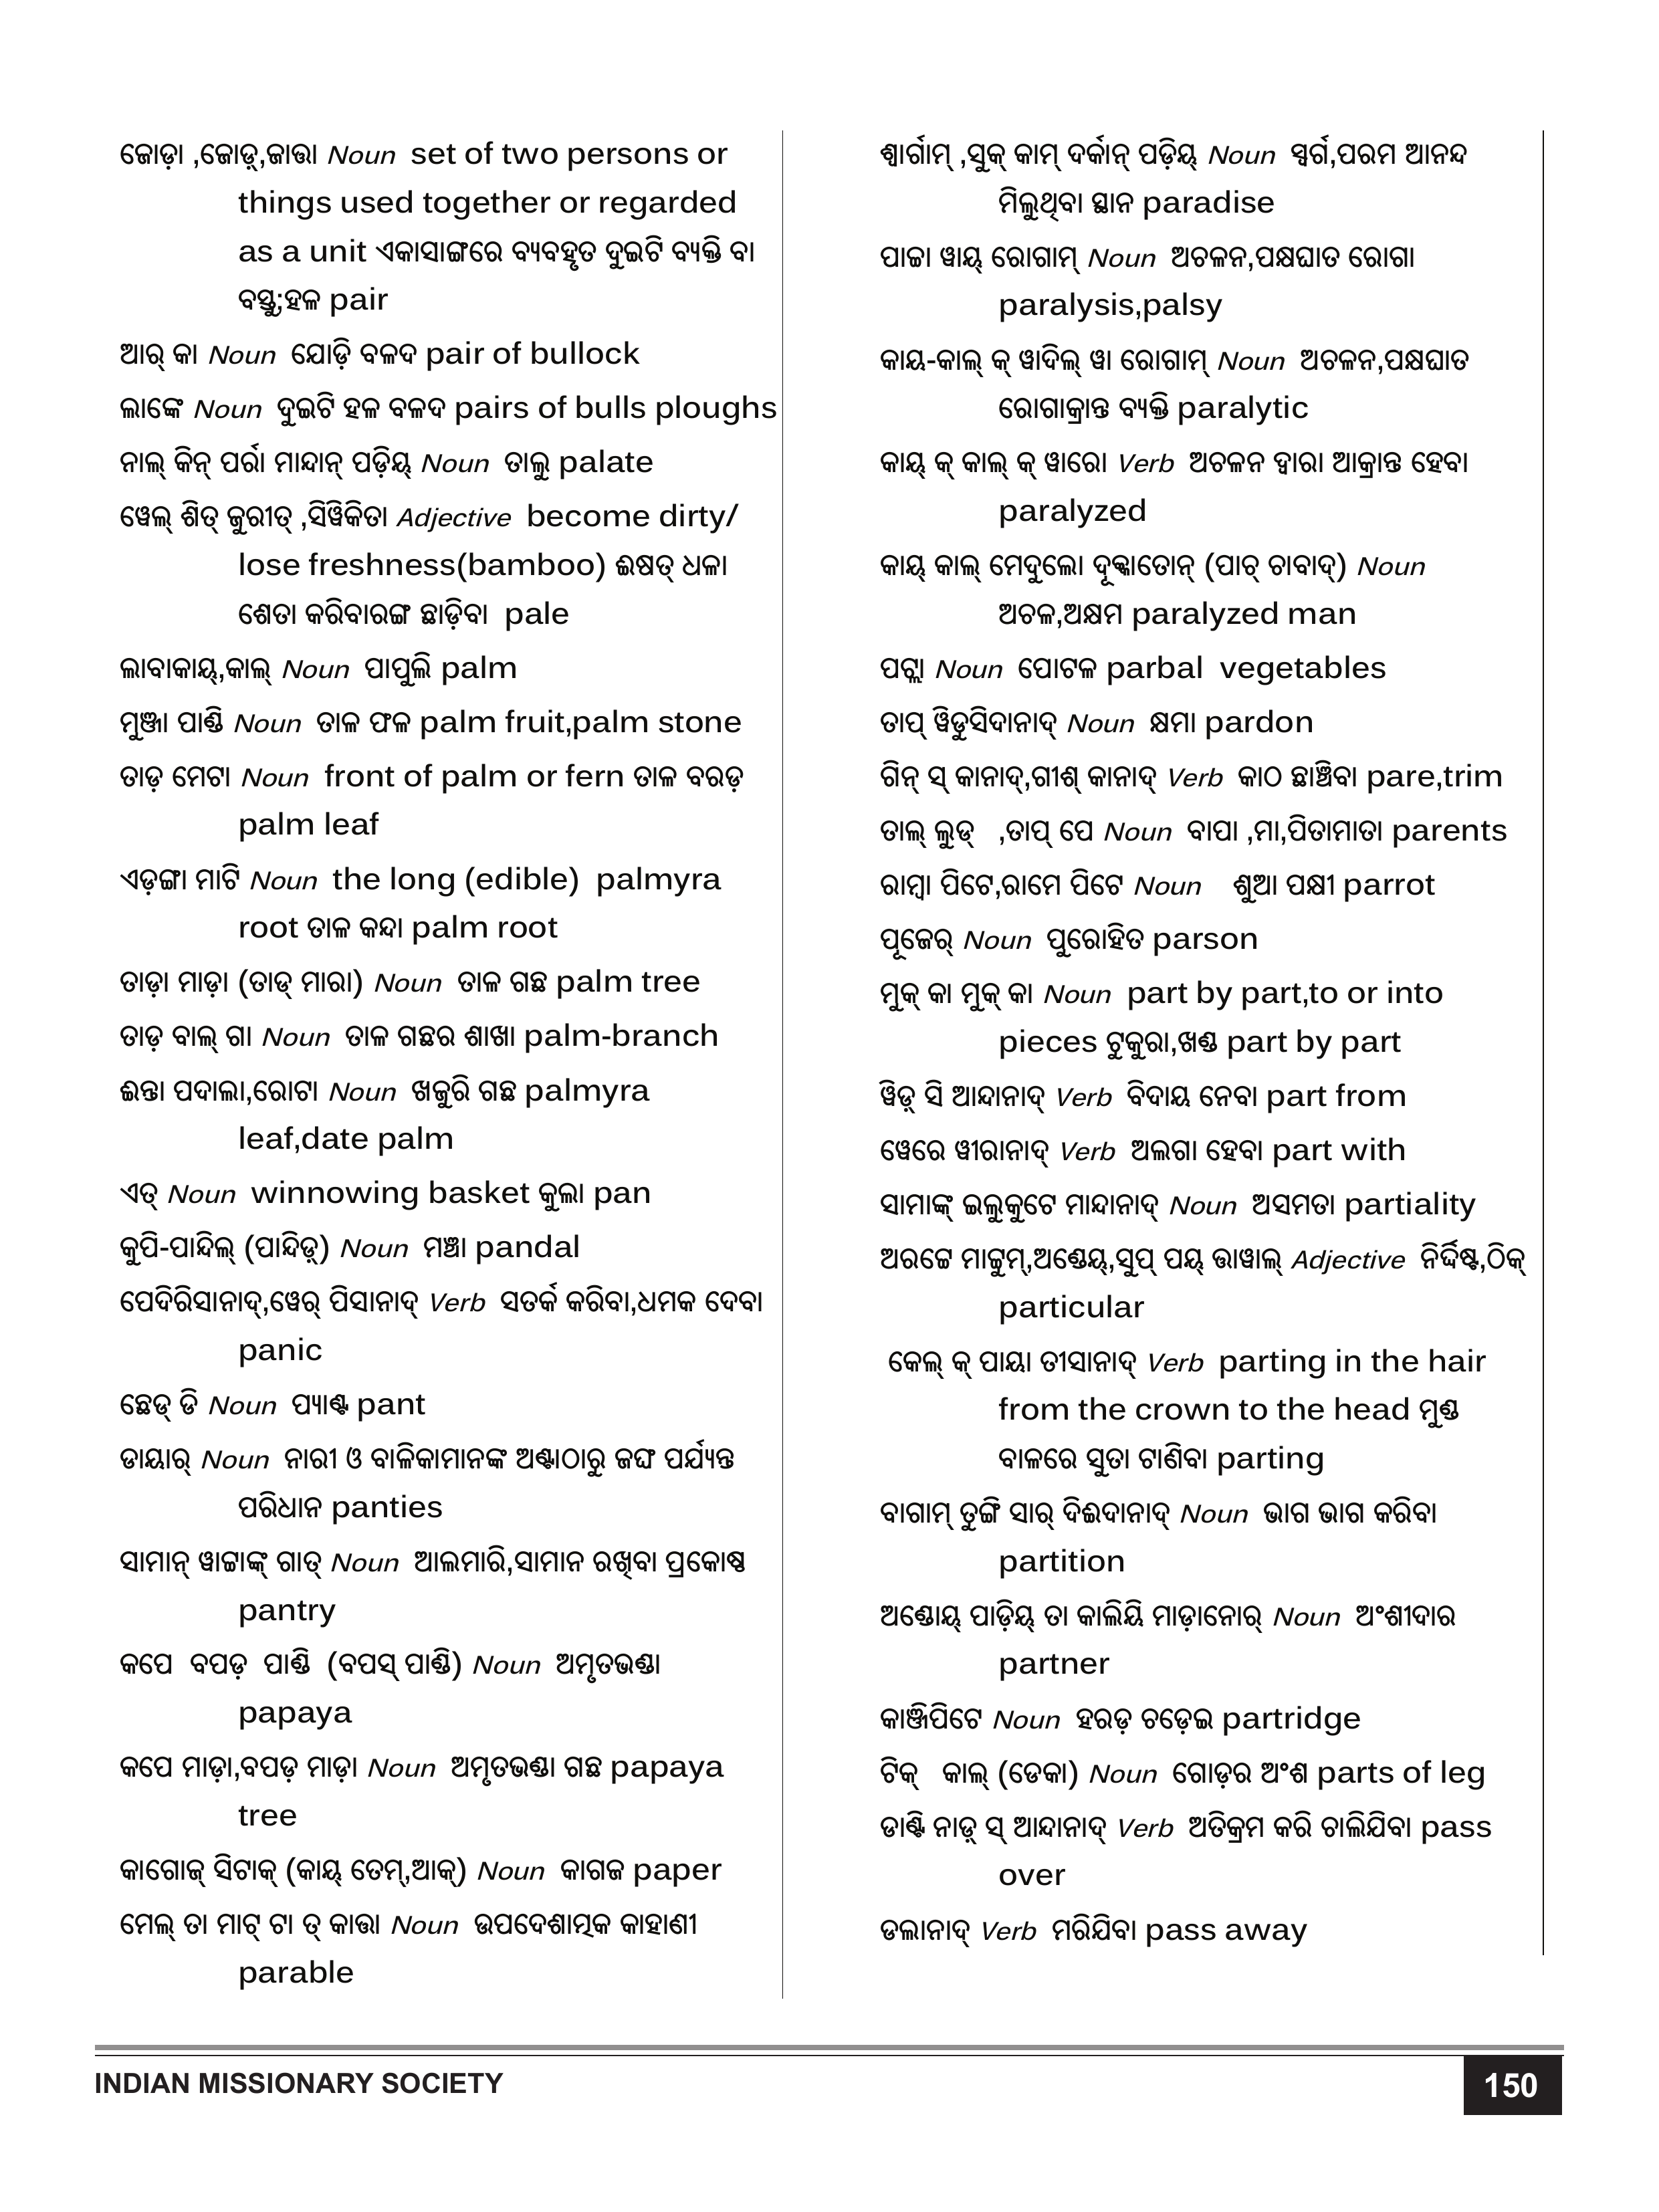 ଜୋଡ଼ା ,ଜୋଡ଼୍,ଜାତ୍ତା Noun set of two persons or
things used together or regarded
as a unit ଏକାସାଙ୍ଗରେ ବ୍ୟବହୃତ ଦୁଇଟି ବ୍ୟକ୍ତି ବା
ବସ୍ତୁ;ହଳ pair
ଆର୍ କା Noun ଯୋଡ଼ି ବଳଦ pair of bullock
ଲାଙ୍କେ Noun ଦୁଇଟି ହଳ ବଳଦ pairs of bulls ploughs
ନାଲ୍ କିନ୍ ପର୍ରା ମାନ୍ଦାନ୍ ପଡ଼ିୟ୍ Noun ତାଲୁ palate
ୱେଲ୍ ଶିତ୍ ଜୁରୀତ୍ ,ସିୱିକିତା Adjective become dirty/
lose freshness(bamboo) ଈଷତ୍ ଧଳା
ଶେତା କରିବାରଙ୍ଗ ଛାଡ଼ିବା pale
ଲାବାକାୟ୍,କାଲ୍ Noun ପାପୁଲି palm
ମୁଞ୍ଜା ପାଣ୍ଡି Noun ତାଳ ଫଳ palm fruit,palm stone
ତାଡ଼ ମେଟା Noun front of palm or fern ତାଳ ବରଡ଼
palm leaf
ଏଡ଼ଙ୍ଗା ମାଟି Noun the long (edible) palmyra
root ତାଳ କନ୍ଦା palm root
ତାଡ଼ା ମାଡ଼ା (ତାଡ୍ ମାରା) Noun ତାଳ ଗଛ palm tree
ତାଡ଼ ବାଲ୍ ଗା Noun ତାଳ ଗଛର ଶାଖା palm-branch
ଈନ୍ତା ପଦାଲା,ରୋଟା Noun ଖଜୁରି ଗଛ palmyra
leaf,date palm
ଏତ୍ Noun winnowing basket କୁଲା pan
କୁପି-ପାନ୍ଦିଲ୍ (ପାନ୍ଦିଡ଼୍) Noun ମଞ୍ଚା pandal
ପେଦିରିସାନାଦ୍,ୱେର୍ ପିସାନାଦ୍ Verb ସତର୍କ କରିବା,ଧମକ ଦେବା
panic
ଛେଡ୍ ଡି Noun ପ୍ୟାଣ୍ଟ pant
ଡାୟାର୍ Noun ନାରୀ ଓ ବାଳିକାମାନଙ୍କ ଅଣ୍ଟାଠାରୁ ଜଙ୍ଘ ପର୍ଯ୍ୟନ୍ତ
ପରିଧାନ panties
ସାମାନ୍ ୱାଟ୍ଟାଙ୍କ୍ ଗାତ୍ Noun ଆଲମାରି,ସାମାନ ରଖିବା ପ୍ରକୋଷ୍ଠ
pantry
କପେ ବପଡ଼ ପାଣ୍ଡି (ବପସ୍ ପାଣ୍ଡି) Noun ଅମୃତଭଣ୍ଡା
papaya
କପେ ମାଡ଼ା,ବପଡ଼ ମାଡ଼ା Noun ଅମୃତଭଣ୍ଡା ଗଛ papaya
tree
କାଗୋଜ୍ ସିଟାକ୍ (କାୟ୍ ତେମ୍,ଆକ୍) Noun କାଗଜ paper
ମେଲ୍ ତା ମାଟ୍ ଟା ତ୍ କାତ୍ତା Noun ଉପଦେଶାତ୍ମକ କାହାଣୀ
parable
ଶ୍ୱାର୍ଗାମ୍ ,ସୁକ୍ କାମ୍ ଦର୍କାନ୍ ପଡ଼ିୟ୍ Noun ସ୍ୱର୍ଗ,ପରମ ଆନନ୍ଦ
ମିଲୁଥିବା ସ୍ଥାନ paradise
ପାଚ୍ଚା ୱାୟ୍ ରୋଗାମ୍ Noun ଅଚଳନ,ପକ୍ଷଘାତ ରୋଗା
paralysis,palsy
କାୟ-କାଲ୍ କ୍ ୱାଦିଲ୍ ୱା ରୋଗାମ୍ Noun ଅଚଳନ,ପକ୍ଷଘାତ
ରୋଗାକ୍ରାନ୍ତ ବ୍ୟକ୍ତି paralytic
କାୟ୍ କ୍ କାଲ୍ କ୍ ୱାରୋ Verb ଅଚଳନ ଦ୍ୱାରା ଆକ୍ରାନ୍ତ ହେବା
paralyzed
କାୟ୍ କାଲ୍ ମେଦୁଲୋ ଦୂକ୍କାତୋନ୍ (ପାଚ୍ ଚାବାଦ୍) Noun
ଅଚଳ,ଅକ୍ଷମ paralyzed man
ପଟ୍ଲା Noun ପୋଟଳ parbal vegetables
ତାପ୍ ୱିଡୁସିଦାନାଦ୍ Noun କ୍ଷମା pardon
ଗିନ୍ ସ୍ କାନାଦ୍,ଗୀଶ୍ କାନାଦ୍ Verb କାଠ ଛାଞ୍ଚିବା pare,trim
ତାଲ୍ ଲୁଡ୍ ,ତାପ୍ ପେ Noun ବାପା ,ମା,ପିତାମାତା parents
ରାମ୍ବା ପିଟେ,ରାମେ ପିଟେ Noun ଶୁଆ ପକ୍ଷୀ parrot
ପୂଜେର୍ Noun ପୁରୋହିତ parson
ମୁକ୍ କା ମୁକ୍ କା Noun part by part,to or into
pieces ଟୁକୁରା,ଖଣ୍ଡ part by part
ୱିଡ଼୍ ସି ଆନ୍ଦାନାଦ୍ Verb ବିଦାୟ ନେବା part from
ୱେରେ ୱୀରାନାଦ୍ Verb ଅଲଗା ହେବା part with
ସାମାଙ୍କ୍ ଇଲୁକୁଟେ ମାନ୍ଦାନାଦ୍ Noun ଅସମତା partiality
ଅରଟ୍ଟେ ମାଟ୍ଟୁମ୍,ଅଣ୍ଡେୟ୍,ସୁପ୍ ପୟ୍ ଭାୱାଲ୍ Adjective ନିର୍ଦ୍ଦିଷ୍ଟ,ଠିକ୍
particular
କେଲ୍ କ୍ ପାୟା ତୀସାନାଦ୍ Verb parting in the hair
from the crown to the head ମୁଣ୍ଡ
ବାଳରେ ସୁତା ଟାଣିବା parting
ବାଗାମ୍ ତୁଙ୍ଗି ସାର୍ ଦିଈଦାନାଦ୍ Noun ଭାଗ ଭାଗ କରିବା
partition
ଅଣ୍ଡୋୟ୍ ପାଡ଼ିୟ୍ ତା କାଲିୟି ମାଡ଼ାନୋର୍ Noun ଅଂଶୀଦାର
partner
କାଞ୍ଜିପିଟେ Noun ହରଡ଼ ଚଢ଼େଇ partridge
ଟିକ୍ କାଲ୍ (ଡେକା) Noun ଗୋଡ଼ର ଅଂଶ parts of leg
ଡାଣ୍ଟି ନାଡ଼୍ ସ୍ ଆନ୍ଦାନାଦ୍ Verb ଅତିକ୍ରମ କରି ଚାଲିଯିବା pass
over
ଡଲାନାଦ୍ Verb ମରିଯିବା pass away
INDIAN MISSIONARY SOCIETY
150